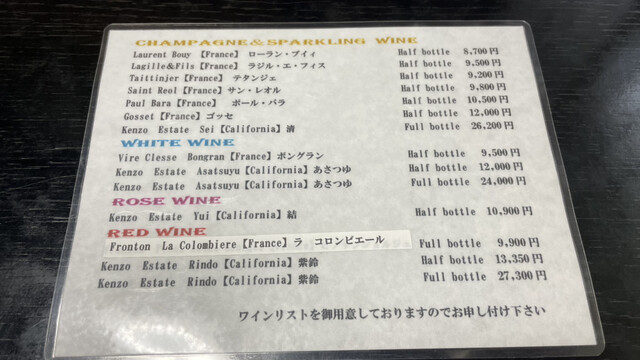 CHAMPAGNE&SPARKLING WINE
Laurent Bouy 【France】 ローラン・ブイィ Half bottle 8,700円
Lagille&Fils【France】 ラジル・エ・フィス Half bottle 9,500円
Taittinjer【France】 テタンジェ Half bottle 9,200円
Saint Reol【France】サン・レオル Half bottle 9,800円
Paul Bara【France】 ポール・バラ Half bottle 10,500円
Gosset【France】ゴッセ Half bottle 12,000円
Kenzo Estate Sei【California】清 Full bottle 26,200円
WHITE WINE
Vire Clesse Bongran【France】ボングラン Half bottle 9,500円
Kenzo Estate Asatsuyu【California】あさつゆ Half bottle 12,000円
Kenzo Estate Asatsuyu【California】あさつゆ Full bottle 24,000円
ROSE WINE
Kenzo Estate Yui【California】結 Half bottle 10,900円
RED WINE
Fronton La Colombiere【France】ラ コロンビエール Full bottle 9,900円
Kenzo Estate Rindo【California】紫鈴 Half bottle 13,350円
Kenzo Estate Rindo【California】紫鈴 Full bottle 27,300円
ワインリストを御用意しておりますのでお申し付け下さい